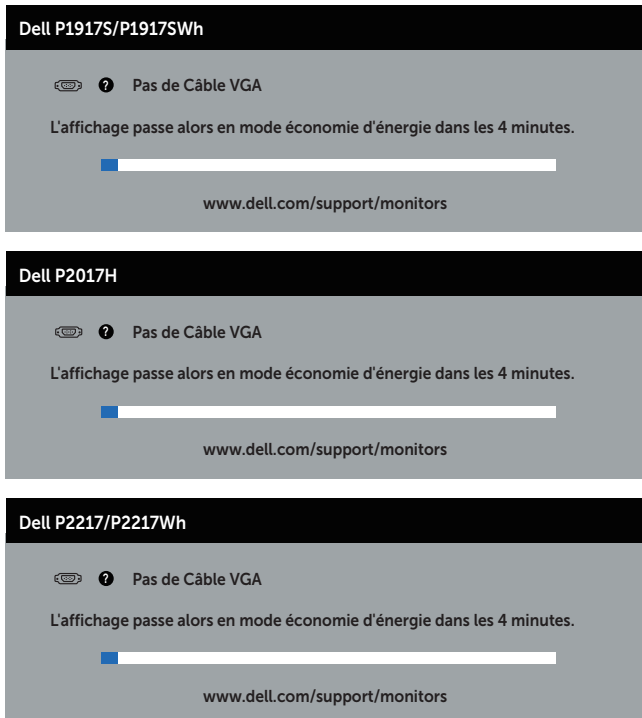 Dell P1917S/P1917SWh
? Pas de Câble VGA
L'affichage passe alors en mode économie d'énergie dans les 4 minutes.
www.dell.com/support/monitors
Dell P2017H
? Pas de Câble VGA
L'affichage passe alors en mode économie d'énergie dans les 4 minutes.
www.dell.com/support/monitors
Dell P2217/P2217Wh
? Pas de Câble VGA
L'affichage passe alors en mode économie d'énergie dans les 4 minutes.
www.dell.com/support/monitors